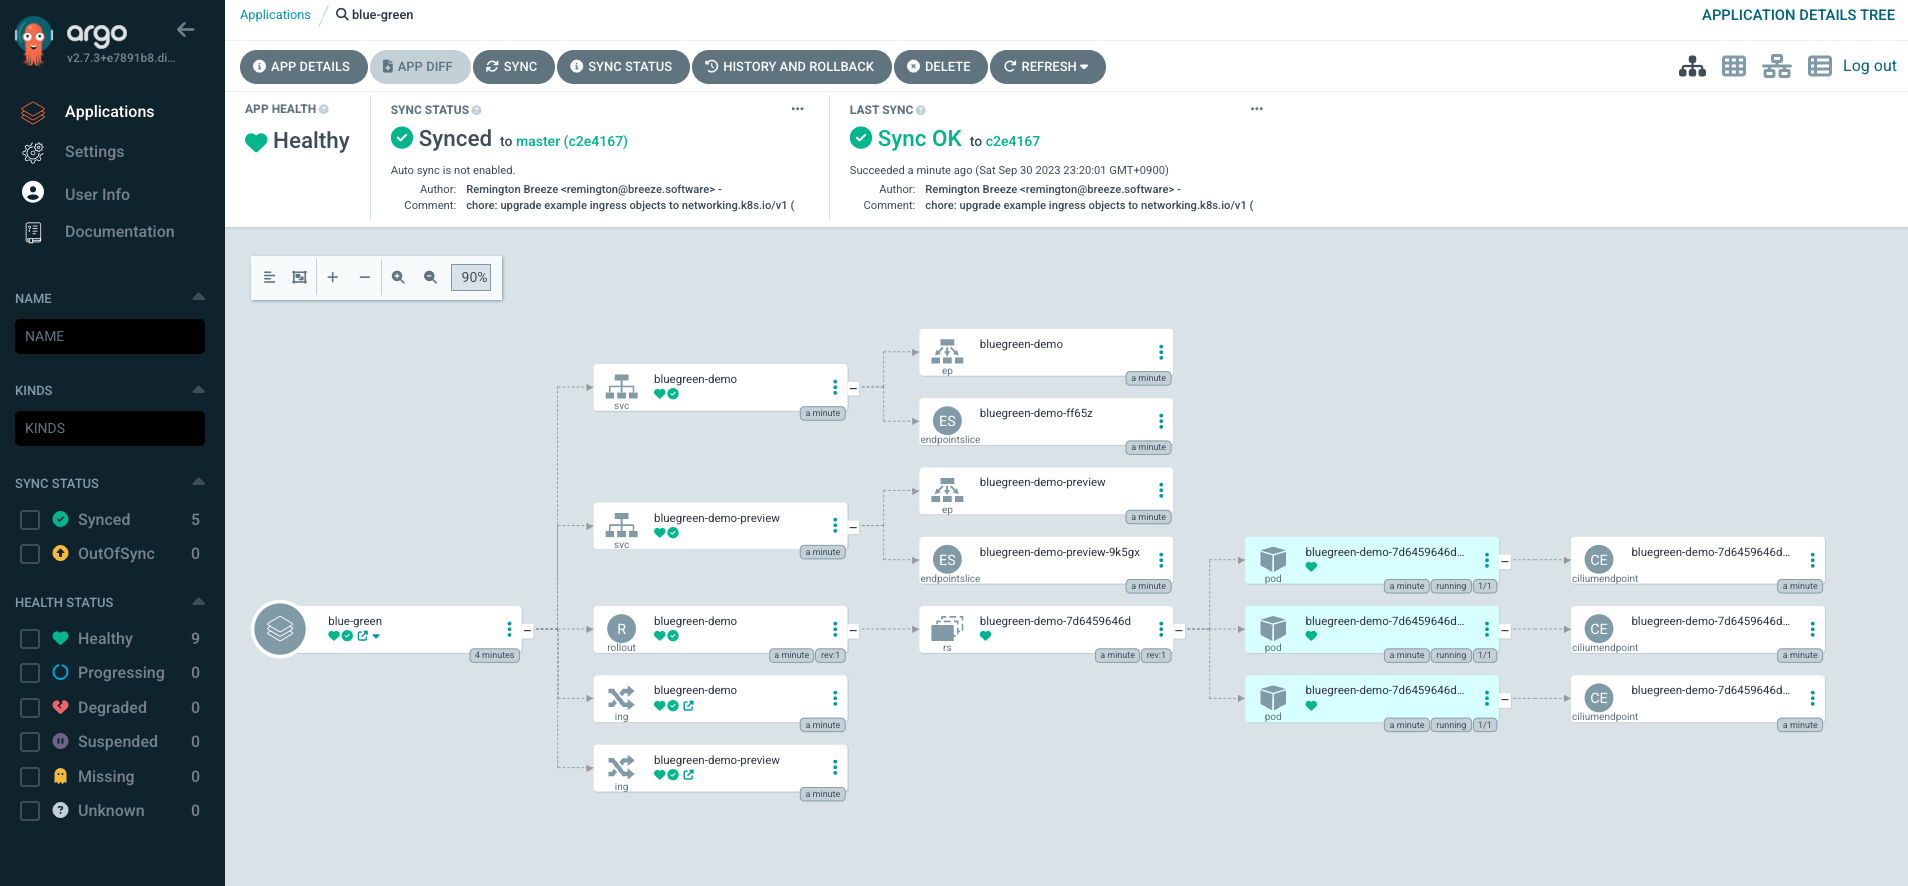 argo
v2.7.3+e7891b8.di...
Applications
Settings
User Info
Documentation
NAME
NAME
KINDS
KINDS
SYNC STATUS
Synced 5
OutOfSync 0
HEALTH STATUS
Healthy 9
Progressing 0
Degraded 0
Suspended 0
Missing 0
Unknown 0
Applications / blue-green
APPLICATION DETAILS TREE
APP DETAILS APP DIFF SYNC SYNC STATUS HISTORY AND ROLLBACK DELETE REFRESH
Log out
APP HEALTH
Healthy
SYNC STATUS
Synced to master (c2e4167)
Auto sync is not enabled.
Author: Remington Breeze <remington@breeze.software> -
Comment: chore: upgrade example ingress objects to networking.k8s.io/v1 (
LAST SYNC
Sync OK to c2e4167
Succeeded a minute ago (Sat Sep 30 2023 23:20:01 GMT+0900)
Author: Remington Breeze <remington@breeze.software> -
Comment: chore: upgrade example ingress objects to networking.k8s.io/v1 (
90%
blue-green
4 minutes
bluegreen-demo
svc
a minute
bluegreen-demo-preview
svc
a minute
R
bluegreen-demo
rollout
a minute rev:1
bluegreen-demo
ing
a minute
bluegreen-demo-preview
ing
a minute
bluegreen-demo
ep
a minute
ES
bluegreen-demo-ff65z
endpointslice
a minute
bluegreen-demo-preview
ep
a minute
ES
bluegreen-demo-preview-9k5gx
endpointslice
a minute
bluegreen-demo-7d6459646d
rs
a minute rev:1
bluegreen-demo-7d6459646d...
pod
a minute running 1/1
bluegreen-demo-7d6459646d...
pod
a minute running 1/1
bluegreen-demo-7d6459646d...
pod
a minute running 1/1
CE
bluegreen-demo-7d6459646d...
ciliumendpoint
a minute
CE
bluegreen-demo-7d6459646d...
ciliumendpoint
a minute
CE
bluegreen-demo-7d6459646d...
ciliumendpoint
a minute